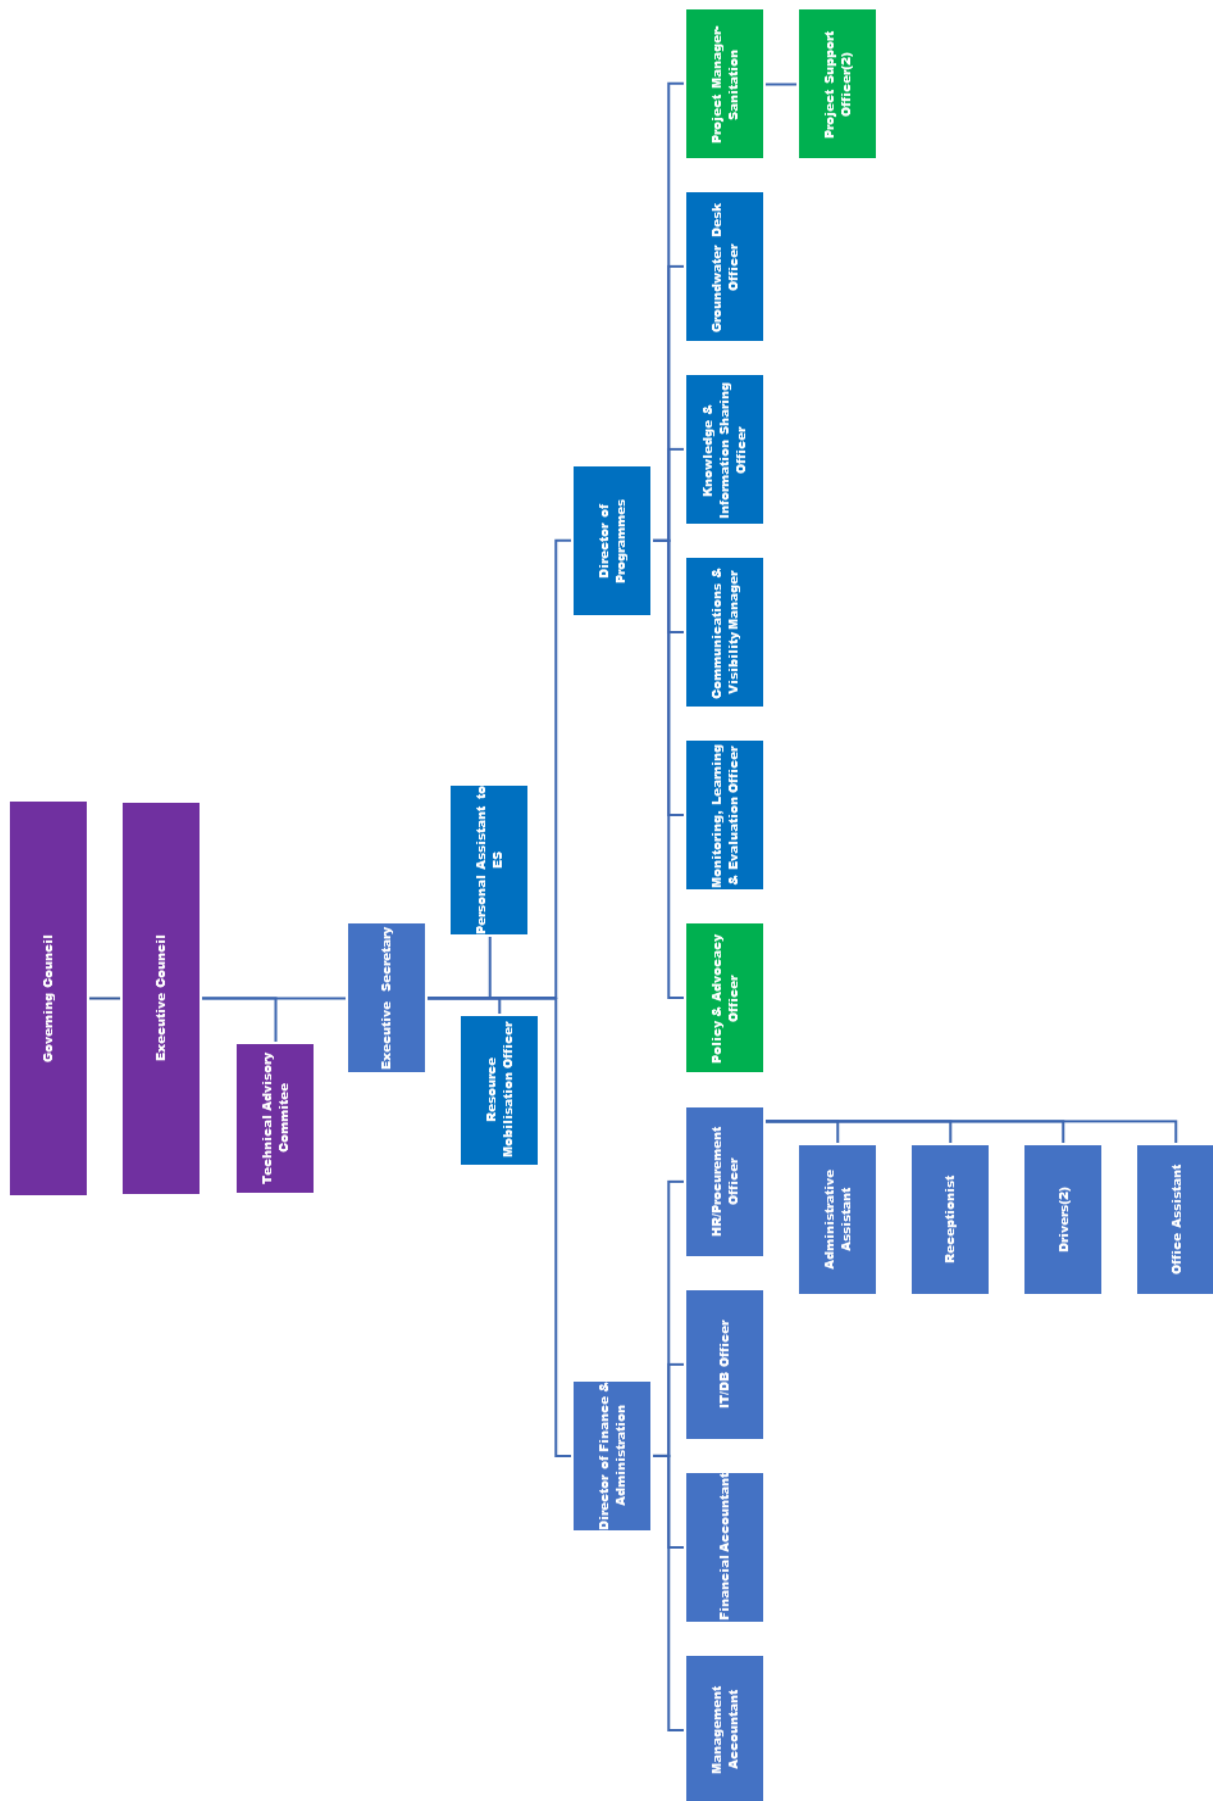 Governing Council
Executive Council
Technical Advisory
Commitee
Executive Secretary
Personal Assistant to
ES
Resource
Mobilisation Officer
Director of Finance &
Administration
Director of
Programmes
Management
Accountant
Financial Accountant
IT/DB Officer
HR/Procurement
Officer
Policy & Advocacy
Officer
Monitoring, Learning
& Evaluation Officer
Communications &
Visibility Manager
Knowledge &
Information Sharing
Officer
Groundwater Desk
Officer
Project Manager-
Sanitation
Administrative
Assistant
Receptionist
Drivers(2)
Office Assistant
Project Support
Officer(2)